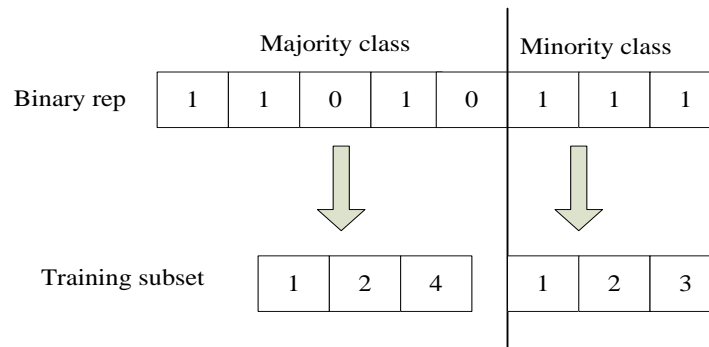 Majority class Minority class
Binary rep 1 1 0 1 0 1 1 1
Training subset 1 2 4 1 2 3